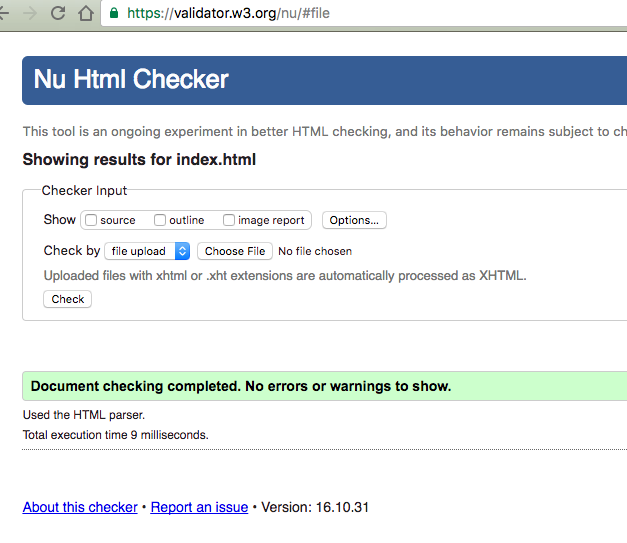 https://validator.w3.org/nu/#file
Nu Html Checker
This tool is an ongoing experiment in better HTML checking, and its behavior remains subject to ch
Showing results for index.html
Checker Input
Show source outline image report Options...
Check by file upload Choose File No file chosen
Uploaded files with xhtml or .xht extensions are automatically processed as XHTML.
Check
Document checking completed. No errors or warnings to show.
Used the HTML parser.
Total execution time 9 milliseconds.
About this checker • Report an issue • Version: 16.10.31